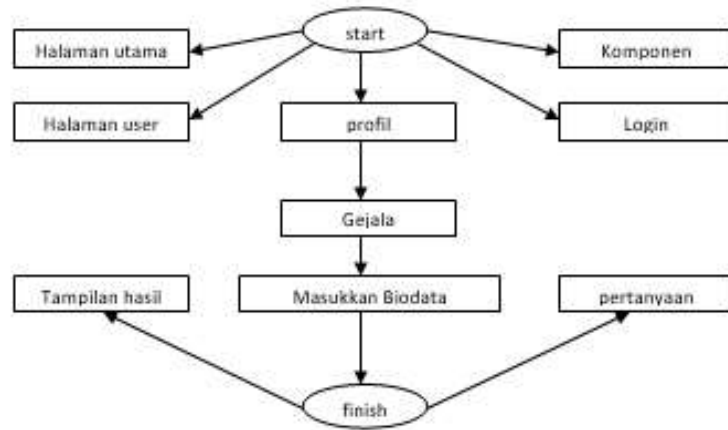 start
Halaman utama
Komponen
Halaman user
profil
Login
Gejala
Tampilan hasil
Masukkan Biodata
pertanyaan
finish